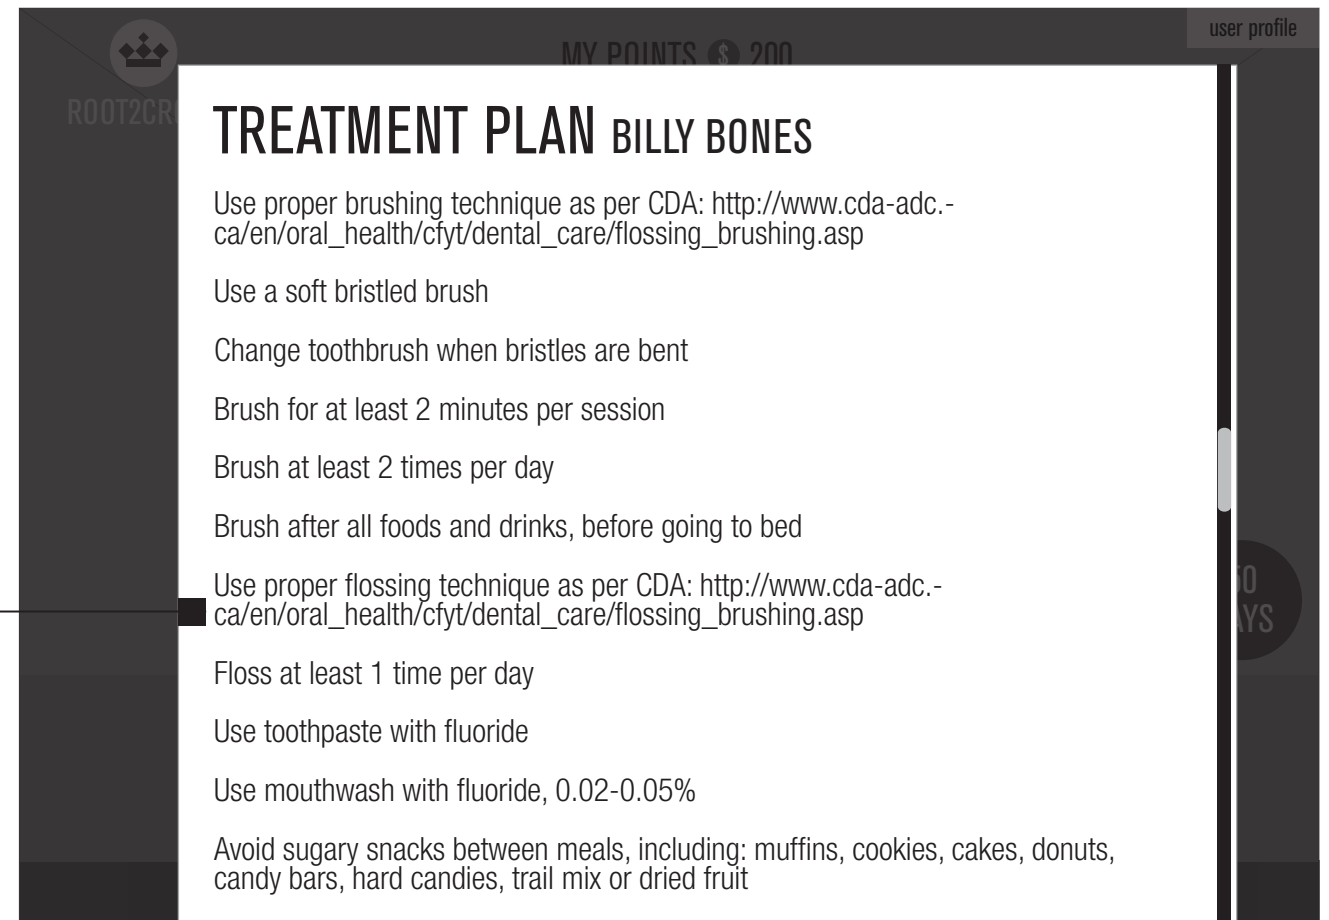 user profile
MY POINTS $ 200
ROOT2CR
TREATMENT PLAN BILLY BONES
Use proper brushing technique as per CDA: http://www.cda-adc.-
ca/en/oral_health/cfyt/dental_care/flossing_brushing.asp
Use a soft bristled brush
Change toothbrush when bristles are bent
Brush for at least 2 minutes per session
Brush at least 2 times per day
Brush after all foods and drinks, before going to bed
Use proper flossing technique as per CDA: http://www.cda-adc.-
ca/en/oral_health/cfyt/dental_care/flossing_brushing.asp
Floss at least 1 time per day
Use toothpaste with fluoride
Use mouthwash with fluoride, 0.02-0.05%
Avoid sugary snacks between meals, including: muffins, cookies, cakes, donuts,
candy bars, hard candies, trail mix or dried fruit